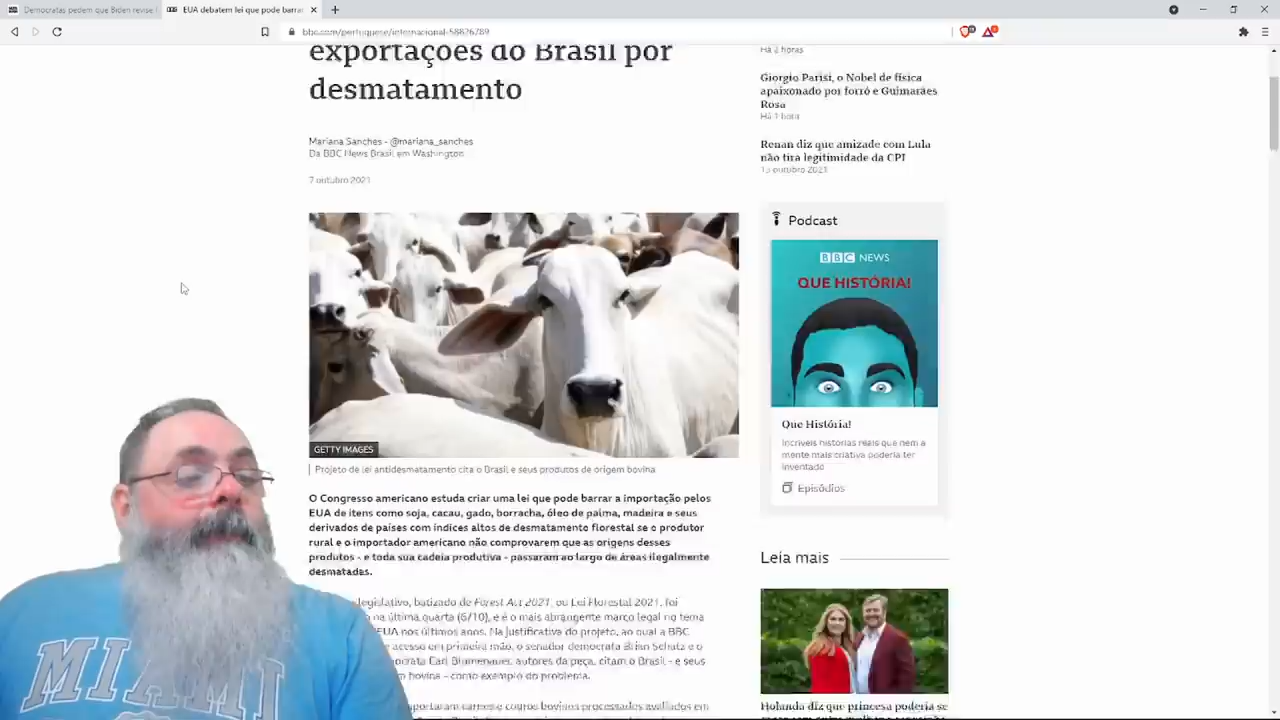 Democratas pedem que Biden revise
EUA debatem lei que pode barrar
bbc.com/portuguese/internacional-58826789
exportações do Brasil por
desmatamento
Mariana Sanches - @mariana_sanches
Da BBC News Brasil em Washington
7 outubro 2021
GETTY IMAGES
Projeto de lei antidesmatamento cita o Brasil e seus produtos de origem bovina
O Congresso americano estuda criar uma lei que pode barrar a importação pelos
EUA de itens como soja, cacau, gado, borracha, óleo de palma, madeira e seus
derivados de países com índices altos de desmatamento florestal se o produtor
rural e o importador americano não comprovarem que as origens desses
produtos - e toda sua cadeia produtiva - passaram ao largo de áreas ilegalmente
desmatadas.
legislativo, batizado de Forest Act 2021, ou Lei Florestal 2021, foi
na última quarta (6/10), e é o mais abrangente marco legal no tema
EUA nos últimos anos. Na justificativa do projeto, ao qual a BBC
acesso em primeira mão, o senador democrata Brian Schatz e o
Earl Blumenauer, autores da peça, citam o Brasil - e seus
bovina - como exemplo do problema.
carnes e couros bovinos processados avaliados em
Há 2 horas
Giorgio Parisi, o Nobel de física
apaixonado por forró e Guimarães
Rosa
Há 1 hora
Renan diz que amizade com Lula
não tira legitimidade da CPI
outubro 2021
Podcast
BBC NEWS
QUE HISTÓRIA!
Que História!
Incríveis histórias reais que nem a
mente mais criativa poderia ter
inventado
Episódios
Leia mais
Holanda diz que princesa poderia se
MIL